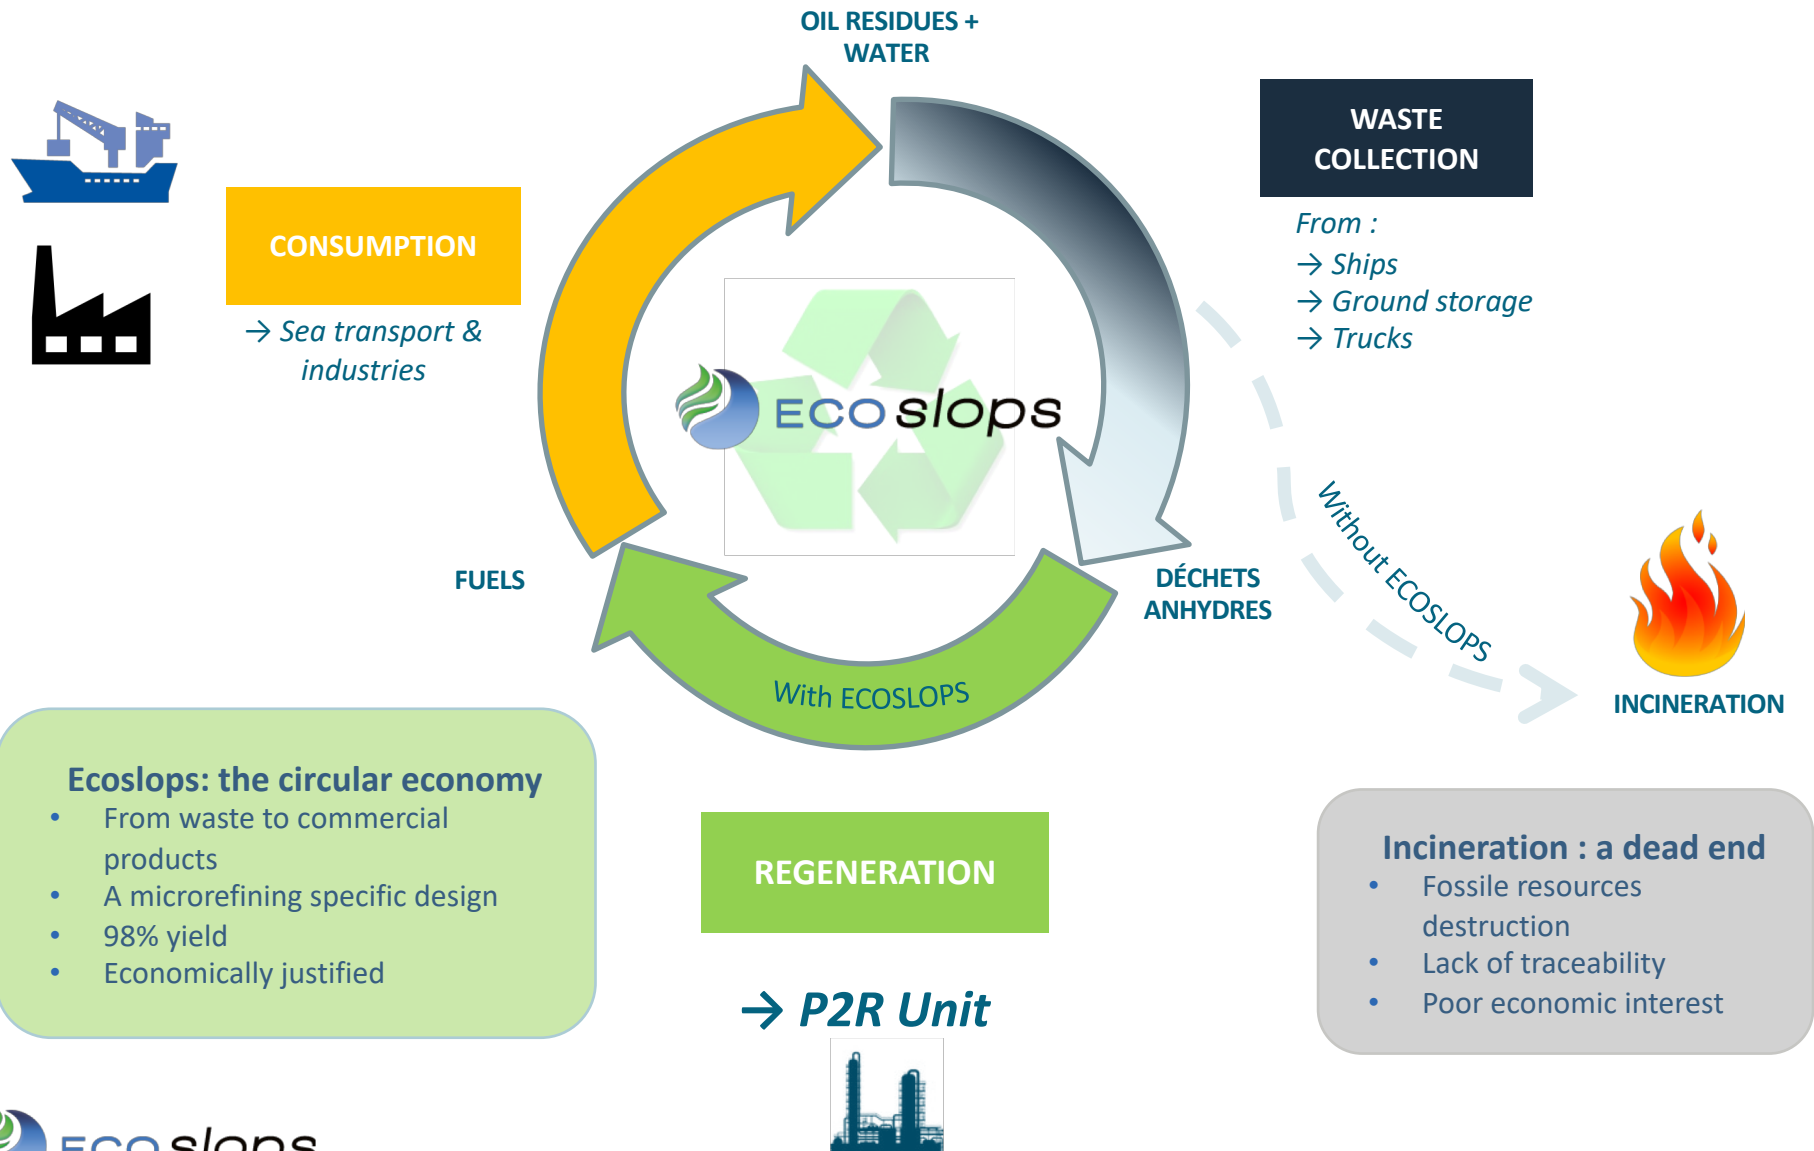 OIL RESIDUES +
WATER
WASTE
COLLECTION
From :
→ Ships
→ Ground storage
→ Trucks
CONSUMPTION
→ Sea transport &
industries
ECOslops
Without ECOSLOPS
FUELS
DÉCHETS
ANHYDRES
With ECOSLOPS
INCINERATION
Ecoslops: the circular economy
• From waste to commercial
products
• A microrefining specific design
• 98% yield
• Economically justified
REGENERATION
→ P2R Unit
Incineration : a dead end
• Fossile resources
destruction
• Lack of traceability
• Poor economic interest
ECOslops